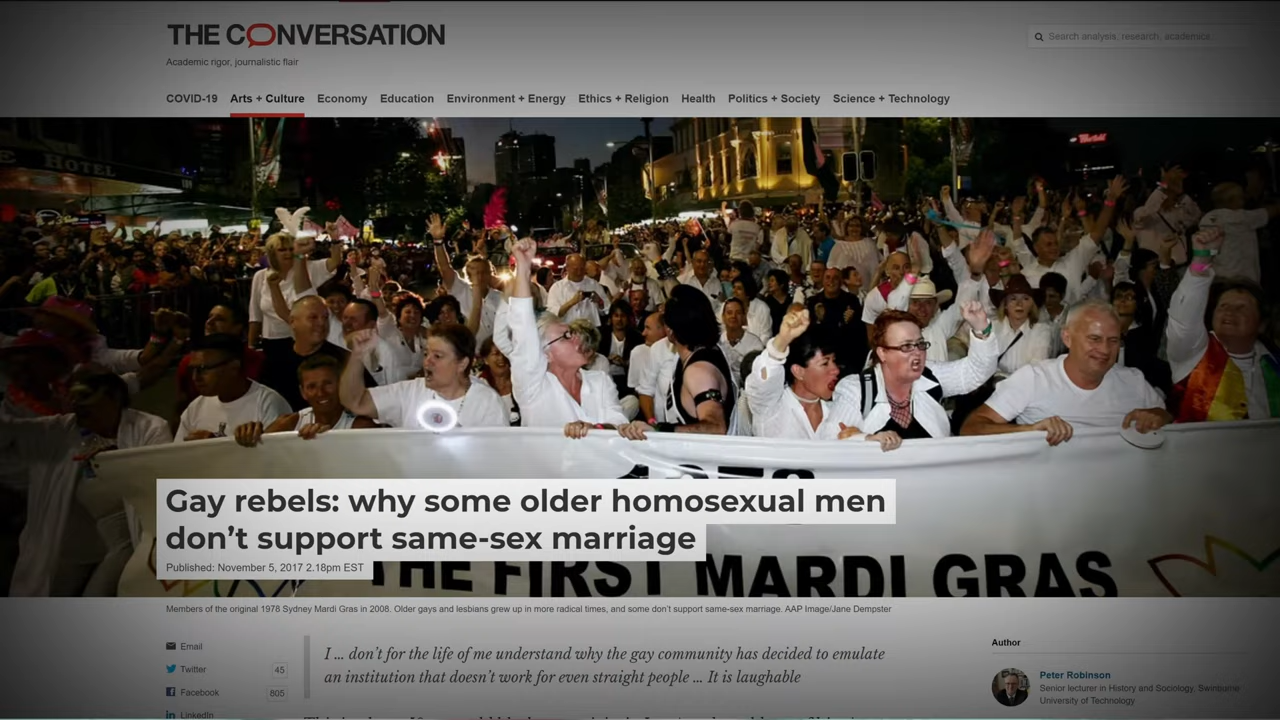 THE CONVERSATION
Academic rigor, journalistic flair
Search analysis, research, academics...
COVID-19 Arts + Culture Economy Education Environment + Energy Ethics + Religion Health Politics + Society Science + Technology
HOTEL
Westfield
1978
Gay rebels: why some older homosexual men
don't support same-sex marriage
Published: November 5, 2017 2.18pm EST
THE FIRST MARDI GRAS
Members of the original 1978 Sydney Mardi Gras in 2008. Older gays and lesbians grew up in more radical times, and some don't support same-sex marriage. AAP Image/Jane Dempster
Email
Twitter 45
Facebook 805
LinkedIn
I ... don't for the life of me understand why the gay community has decided to emulate
an institution that doesn't work for even straight people ... It is laughable
Author
Peter Robinson
Senior lecturer in History and Sociology, Swinburne
University of Technology